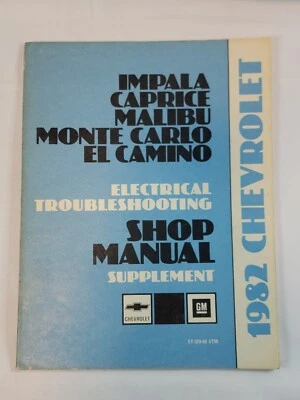 IMPALA
CAPRICE
MALIBU
MONTE CARLO
EL CAMINO
ELECTRICAL
TROUBLESHOOTING
SHOP
MANUAL
SUPPLEMENT
CHEVROLET
GM
1982 CHEVROLET